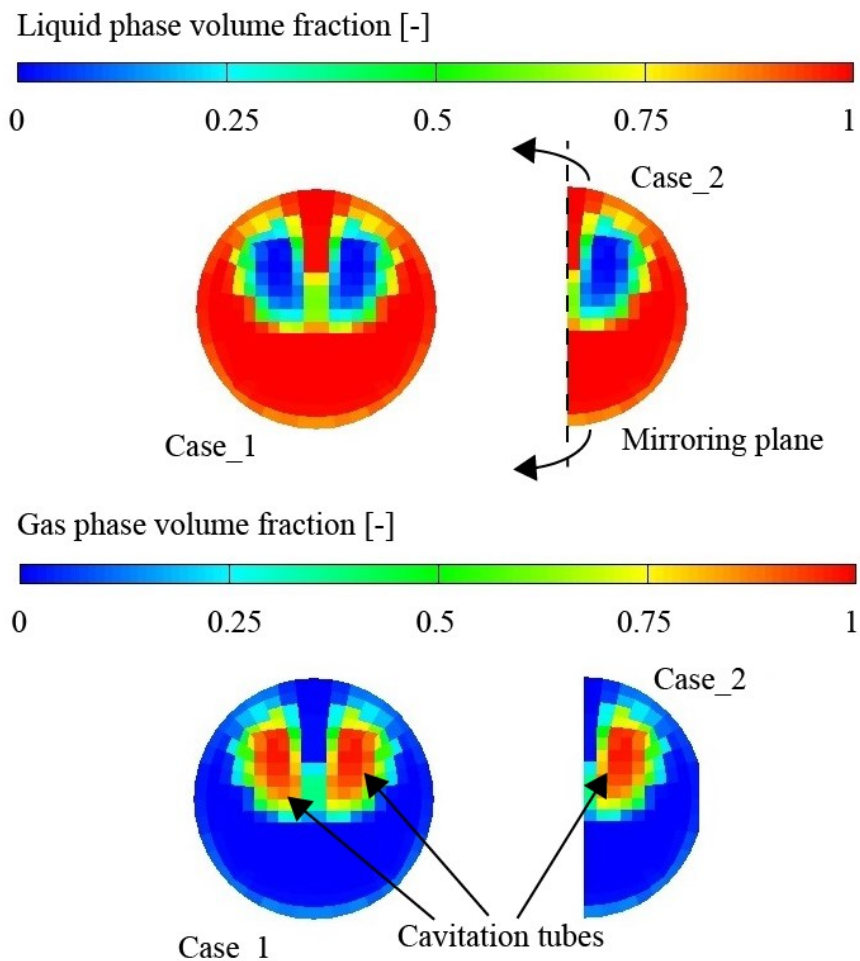 Liquid phase volume fraction [-]
0 0.25 0.5 0.75 1
Case_2
Case_1
Mirroring plane
Gas phase volume fraction [-]
0 0.25 0.5 0.75 1
Case_2
Cavitation tubes
Case_1